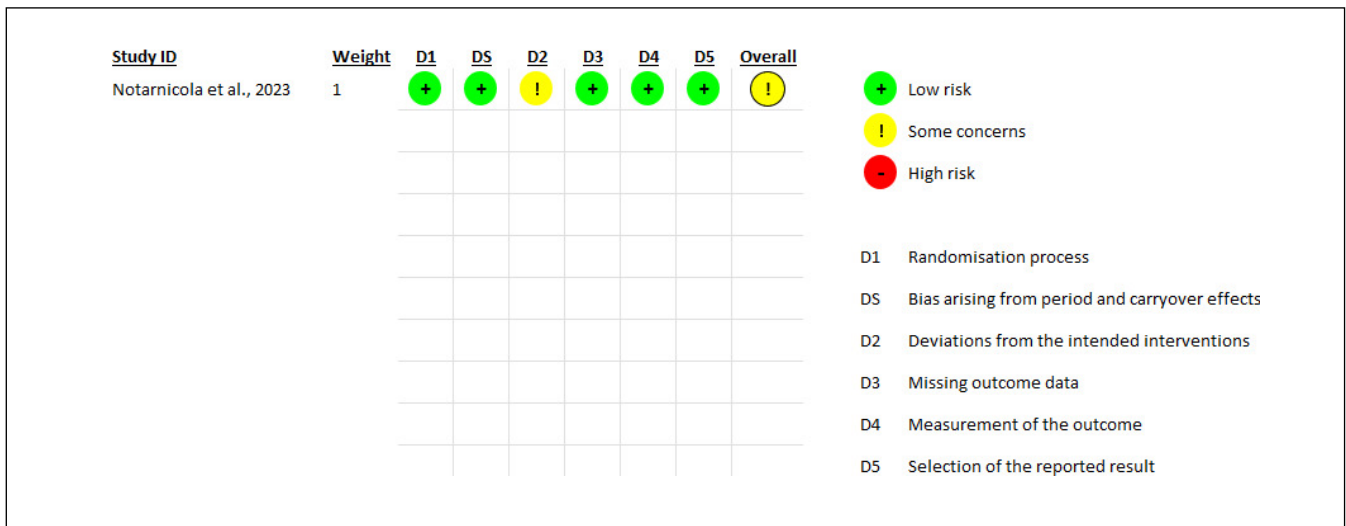 Study ID Weight D1 DS D2 D3 D4 D5 Overall
Notarnicola et al., 2023 1 + + ! + + + !
+ Low risk
! Some concerns
- High risk
D1 Randomisation process
DS Bias arising from period and carryover effects
D2 Deviations from the intended interventions
D3 Missing outcome data
D4 Measurement of the outcome
D5 Selection of the reported result